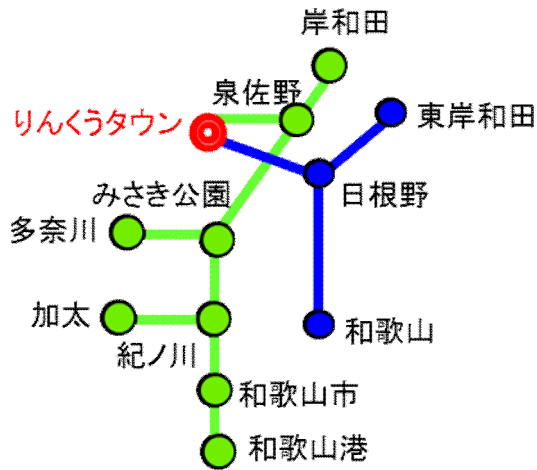 岸和田
泉佐野
りんくうタウン
東岸和田
みさき公園
日根野
多奈川
加太
和歌山
紀ノ川
和歌山市
和歌山港